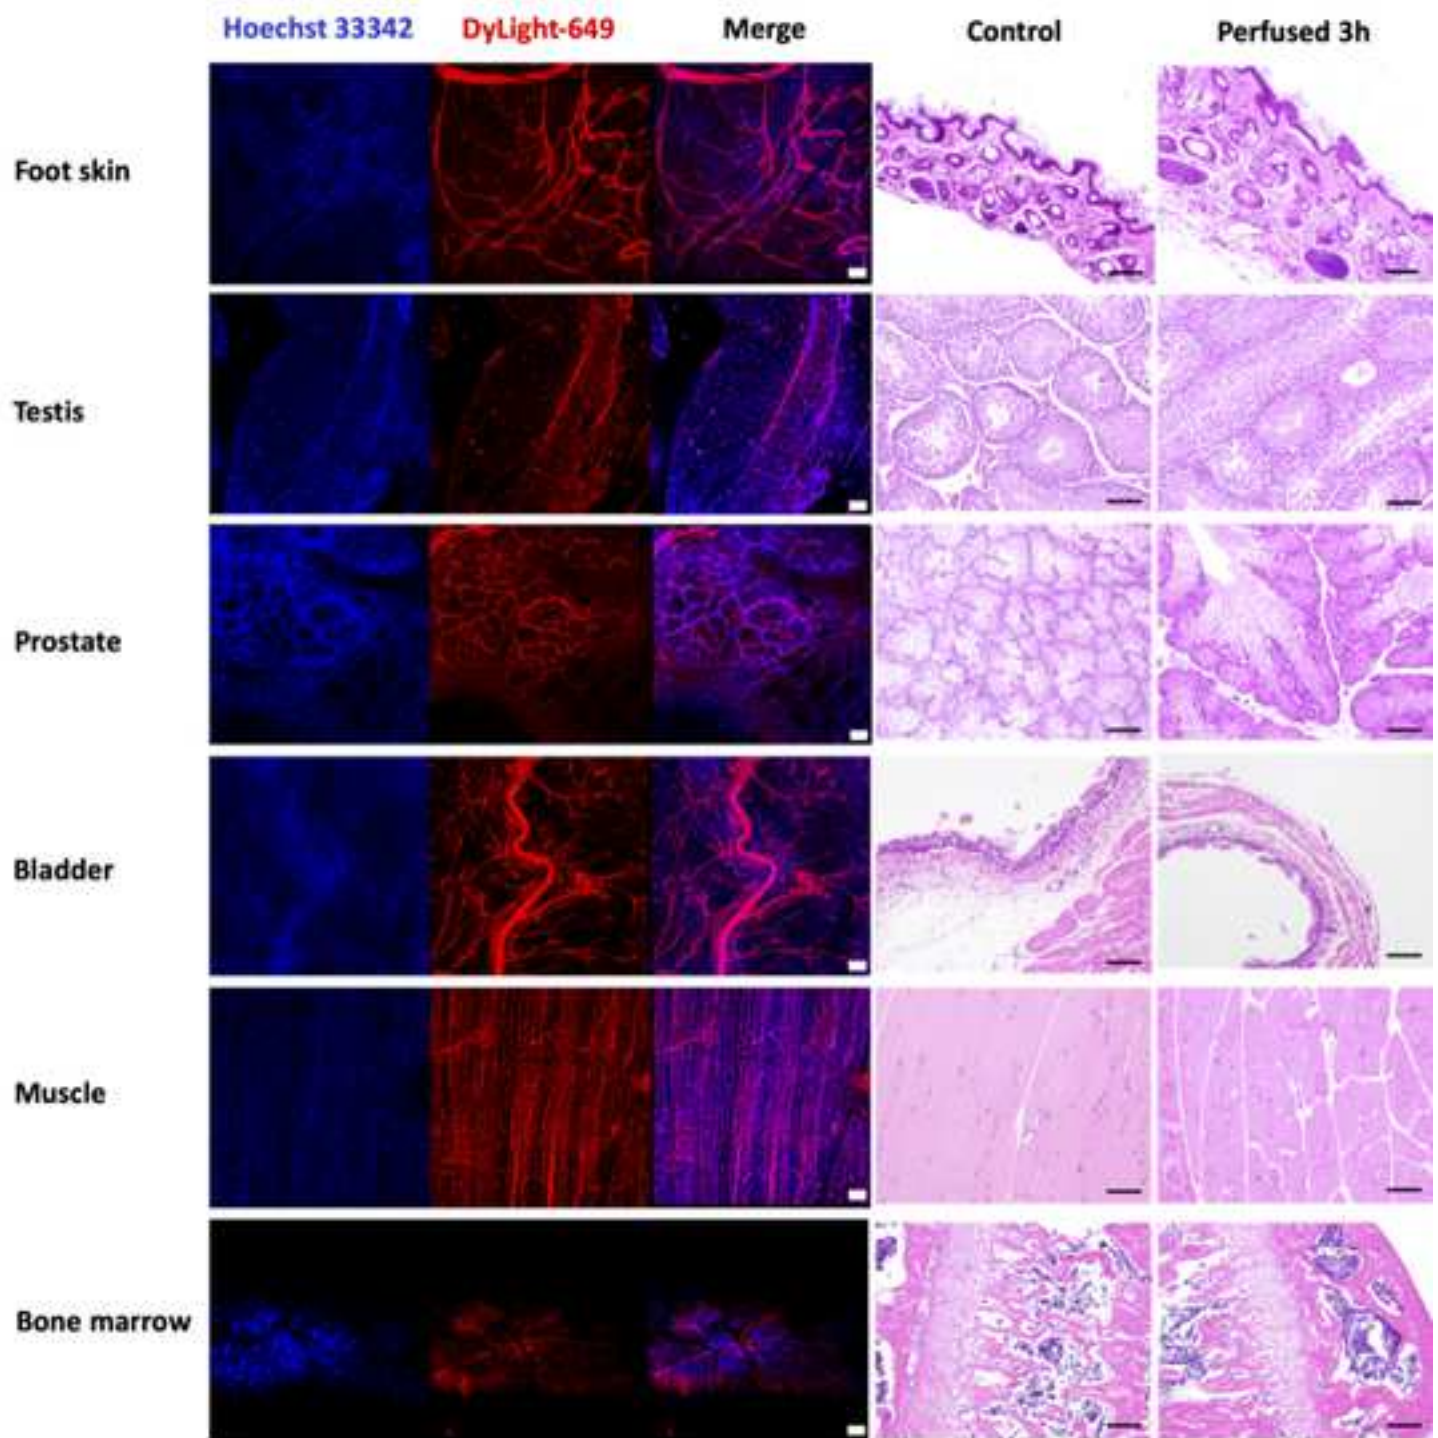 Hoechst 33342 DyLight-649 Merge Control Perfused 3h
Foot skin
Testis
Prostate
Bladder
Muscle
Bone marrow